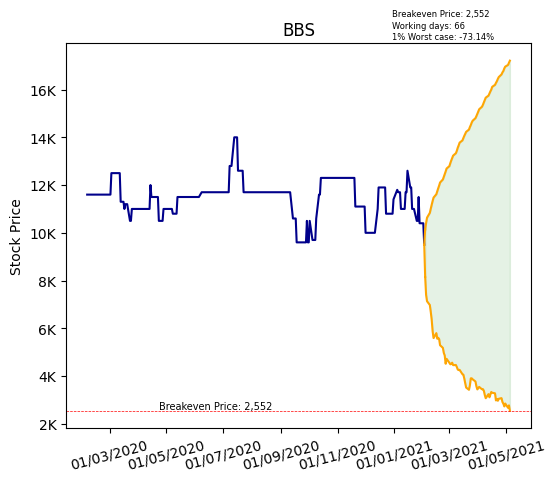 Breakeven Price: 2,552
Working days: 66
1% Worst case: -73.14%
BBS
Stock Price
16K
14K
12K
10K
8K
6K
4K
2K
Breakeven Price: 2,552
01/03/2020
01/05/2020
01/07/2020
01/09/2020
01/11/2020
01/01/2021
01/03/2021
01/05/2021